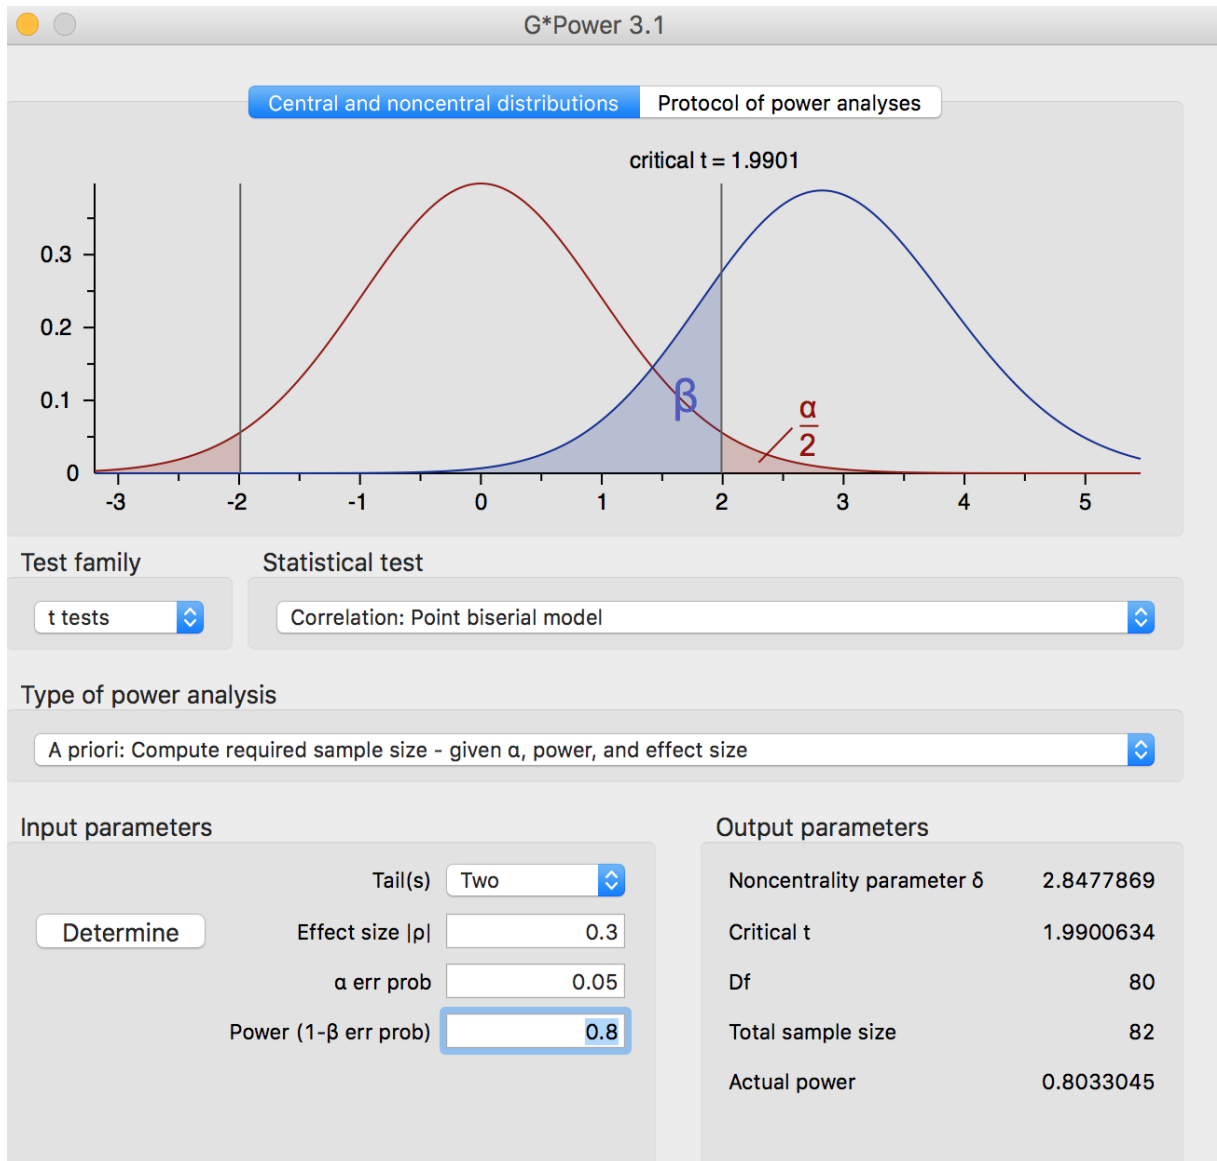 G*Power 3.1
Central and noncentral distributions Protocol of power analyses
critical t = 1.9901
0.3
0.2
0.1
0
β
α
2
-3 -2 -1 0 1 2 3 4 5
Test family Statistical test
t tests Correlation: Point biserial model
Type of power analysis
A priori: Compute required sample size - given α, power, and effect size
Input parameters Output parameters
Tail(s) Two Noncentrality parameter δ 2.8477869
Determine Effect size |ρ| 0.3 Critical t 1.9900634
α err prob 0.05 Df 80
Power (1-β err prob) 0.8 Total sample size 82
Actual power 0.8033045